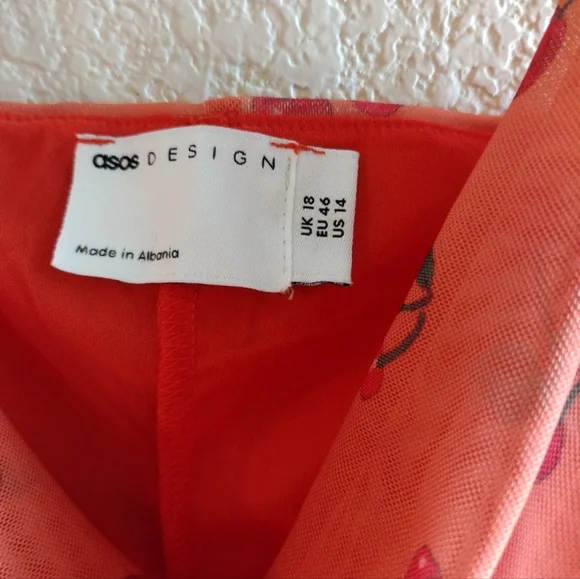 asos DESIGN
Made in Albania
UK 18
EU 46
US 14